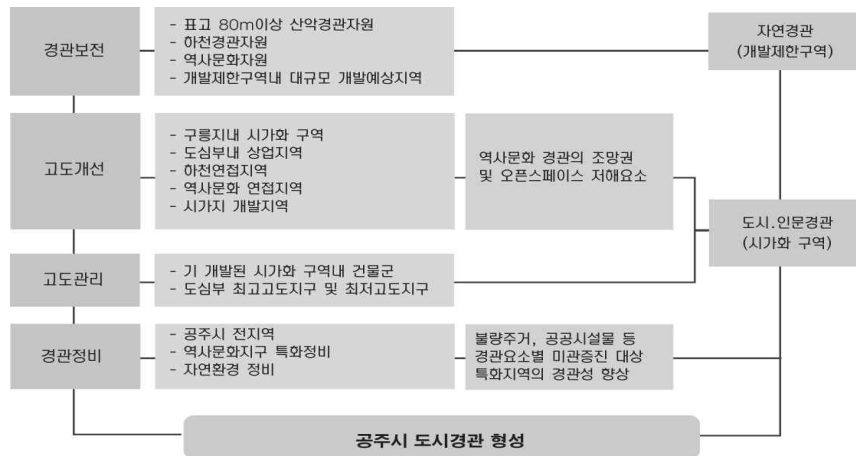 경관보전
- 표고 80m이상 산악경관자원
- 하천경관자원
- 역사문화자원
- 개발제한구역내 대규모 개발예상지역
자연경관
(개발제한구역)
고도개선
- 구릉지내 시가화 구역
- 도심부내 상업지역
- 하천연접지역
- 역사문화 연접지역
- 시가지 개발지역
역사문화 경관의 조망권
및 오픈스페이스 저해요소
도시.인문경관
(시가화 구역)
고도관리
- 기 개발된 시가화 구역내 건물군
- 도심부 최고고도지구 및 최저고도지구
경관정비
- 공주시 전지역
- 역사문화지구 특화정비
- 자연환경 정비
불량주거, 공공시설물 등
경관요소별 미관증진 대상
특화지역의 경관성 향상
공주시 도시경관 형성